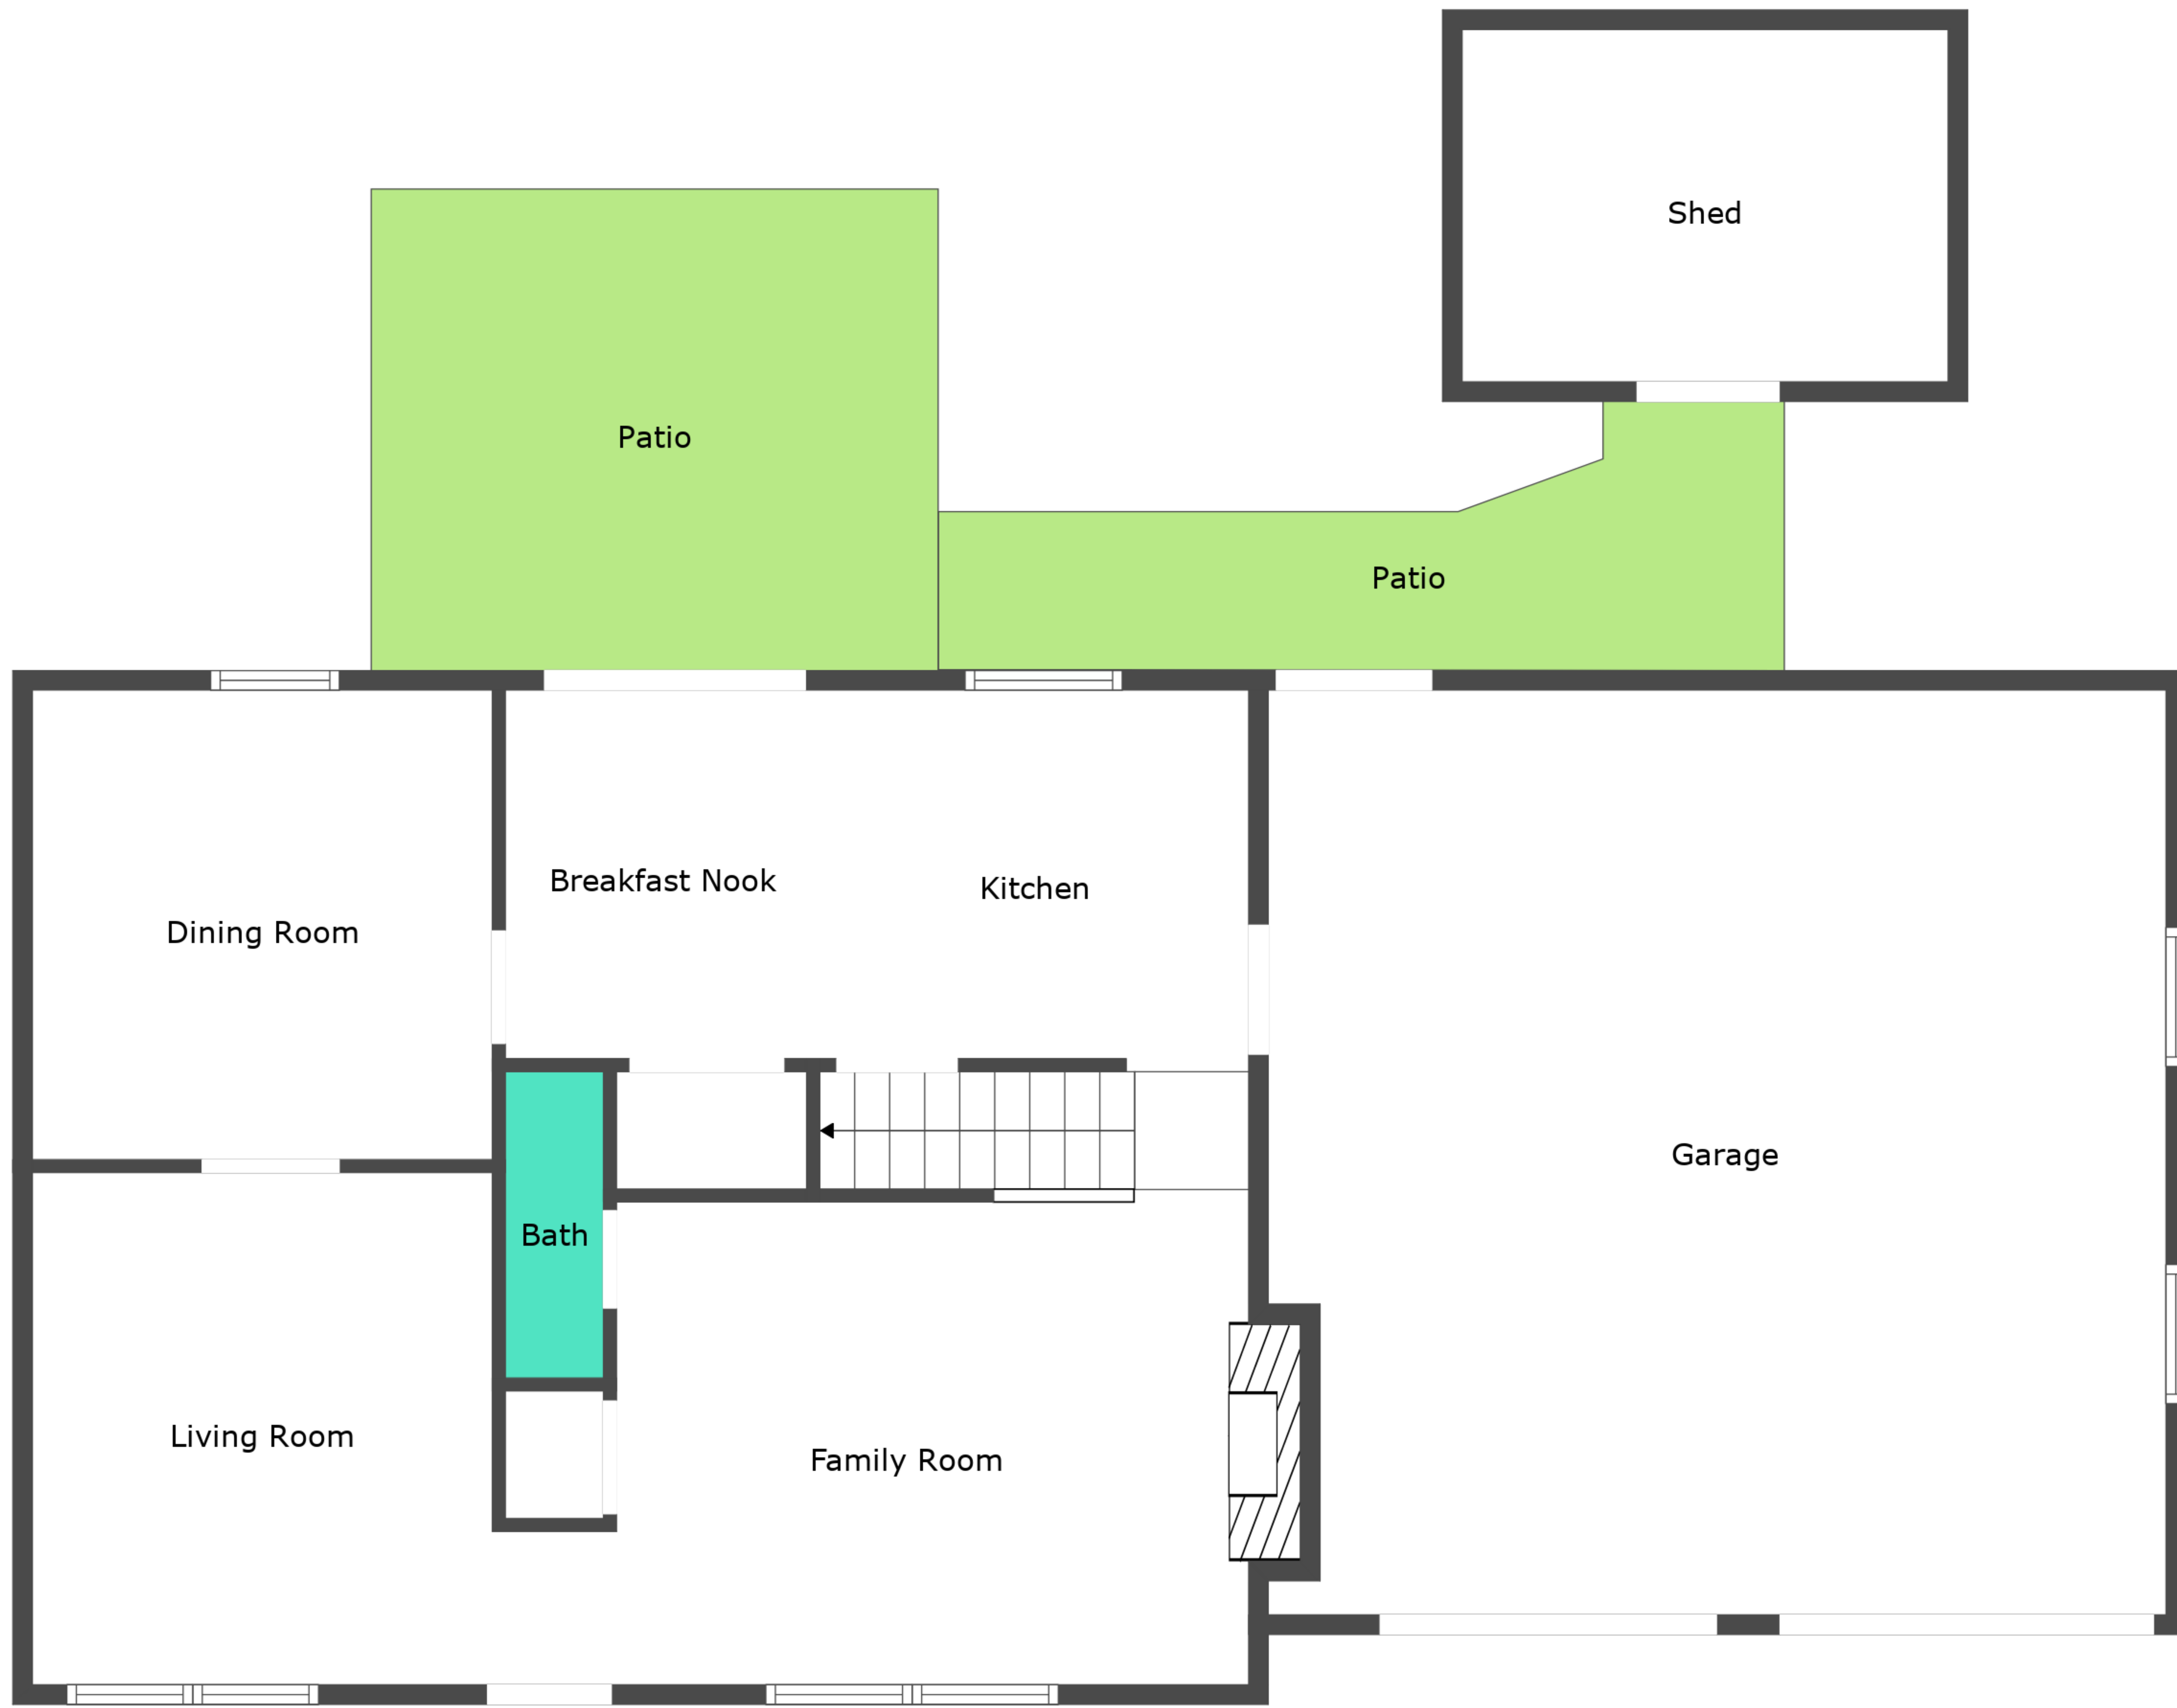 Shed
Patio
Patio
Breakfast Nook
Kitchen
Dining Room
Garage
Bath
Living Room
Family Room